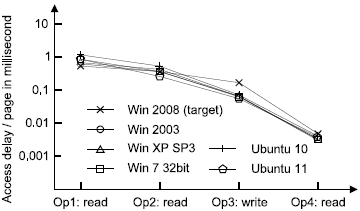 Access delay / page in millisecond
10
1
0,1
0.01
0,001
Win 2008 (target)
Win 2003
Win XP SP3
Win 7 32bit
Ubuntu 10
Ubuntu 11
Op1: read Op2: read Op3: write Op4: read